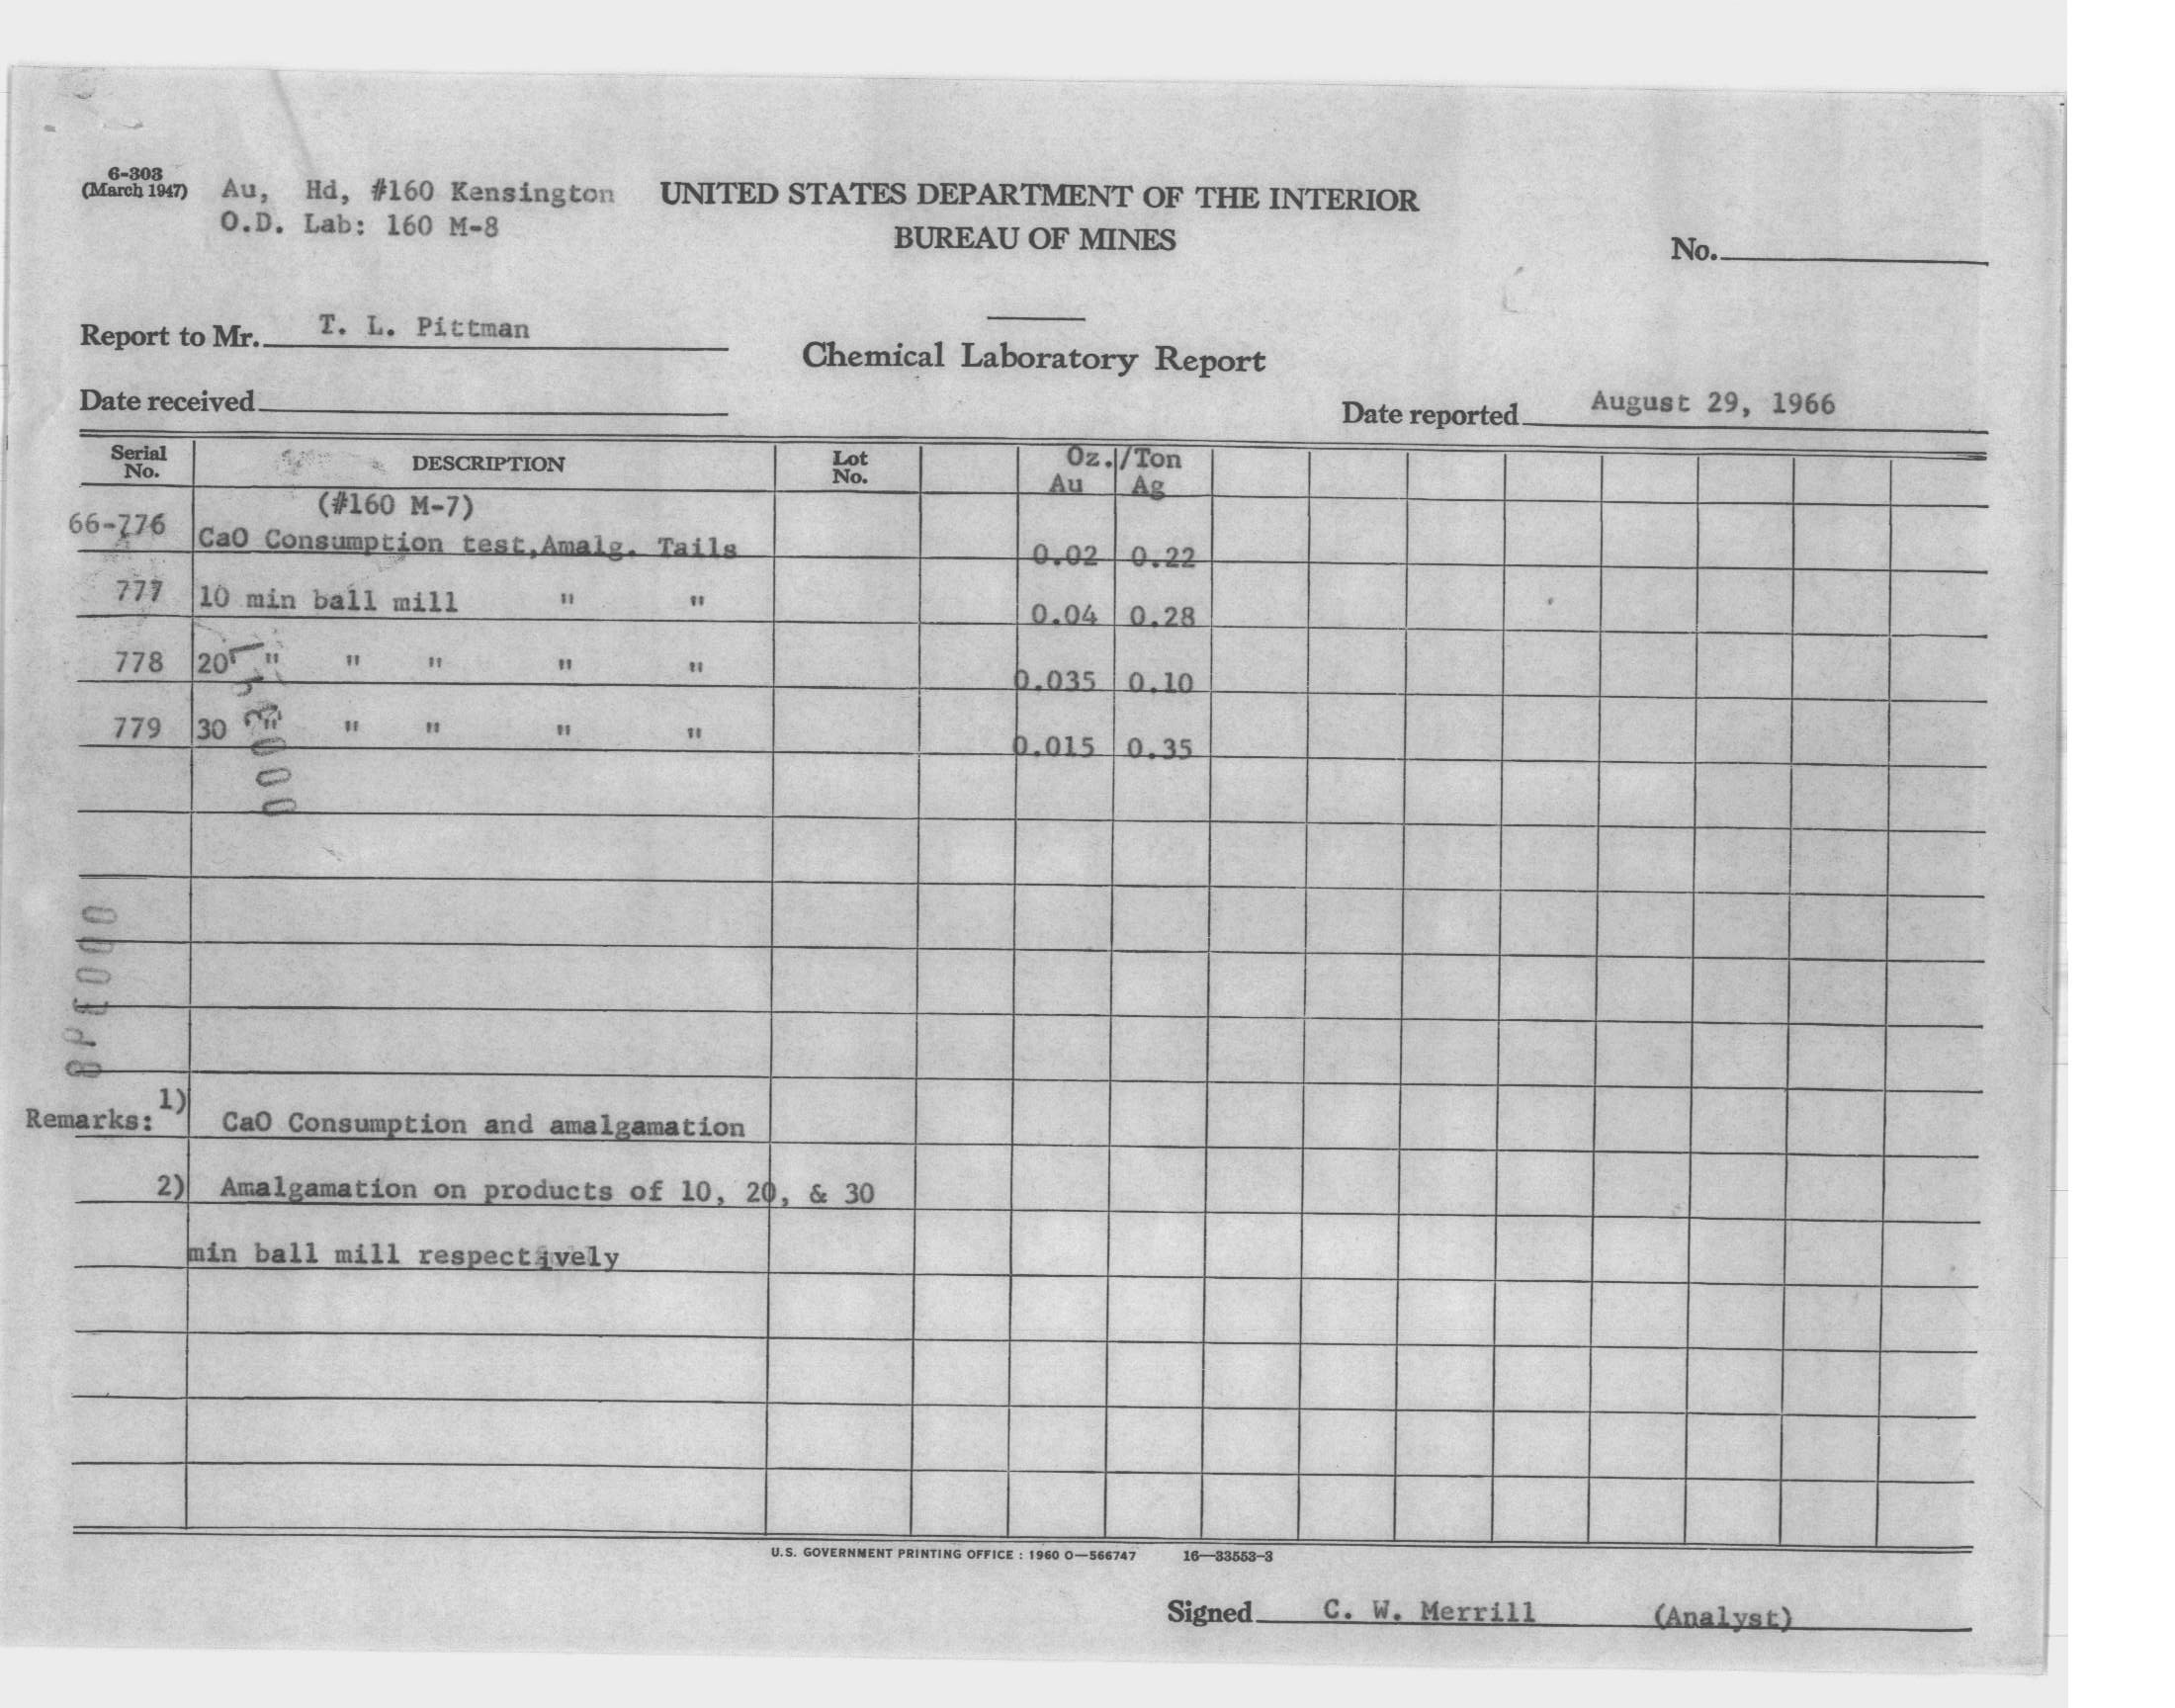 6-303
(March 1947)
Au, Hd, #160 Kensington
O.D. Lab: 160 M-8
UNITED STATES DEPARTMENT OF THE INTERIOR
BUREAU OF MINES
No.
Report to Mr. T. L. Pittman
Chemical Laboratory Report
Date received
Date reported August 29, 1966
Serial No. DESCRIPTION Lot No. Oz./Ton
Au Ag
(#160 M-7)
66-776 CaO Consumption test,Amalg. Tails 0.02 0.22
777 10 min ball mill " " 0.04 0.28
778 20 " " " " " 0.035 0.10
779 30 " " " " " 0.015 0.35
Remarks: 1) CaO Consumption and amalgamation
2) Amalgamation on products of 10, 20, & 30
min ball mill respectively
U.S. GOVERNMENT PRINTING OFFICE : 1960 O—566747 16—33553-3
Signed C. W. Merrill (Analyst)